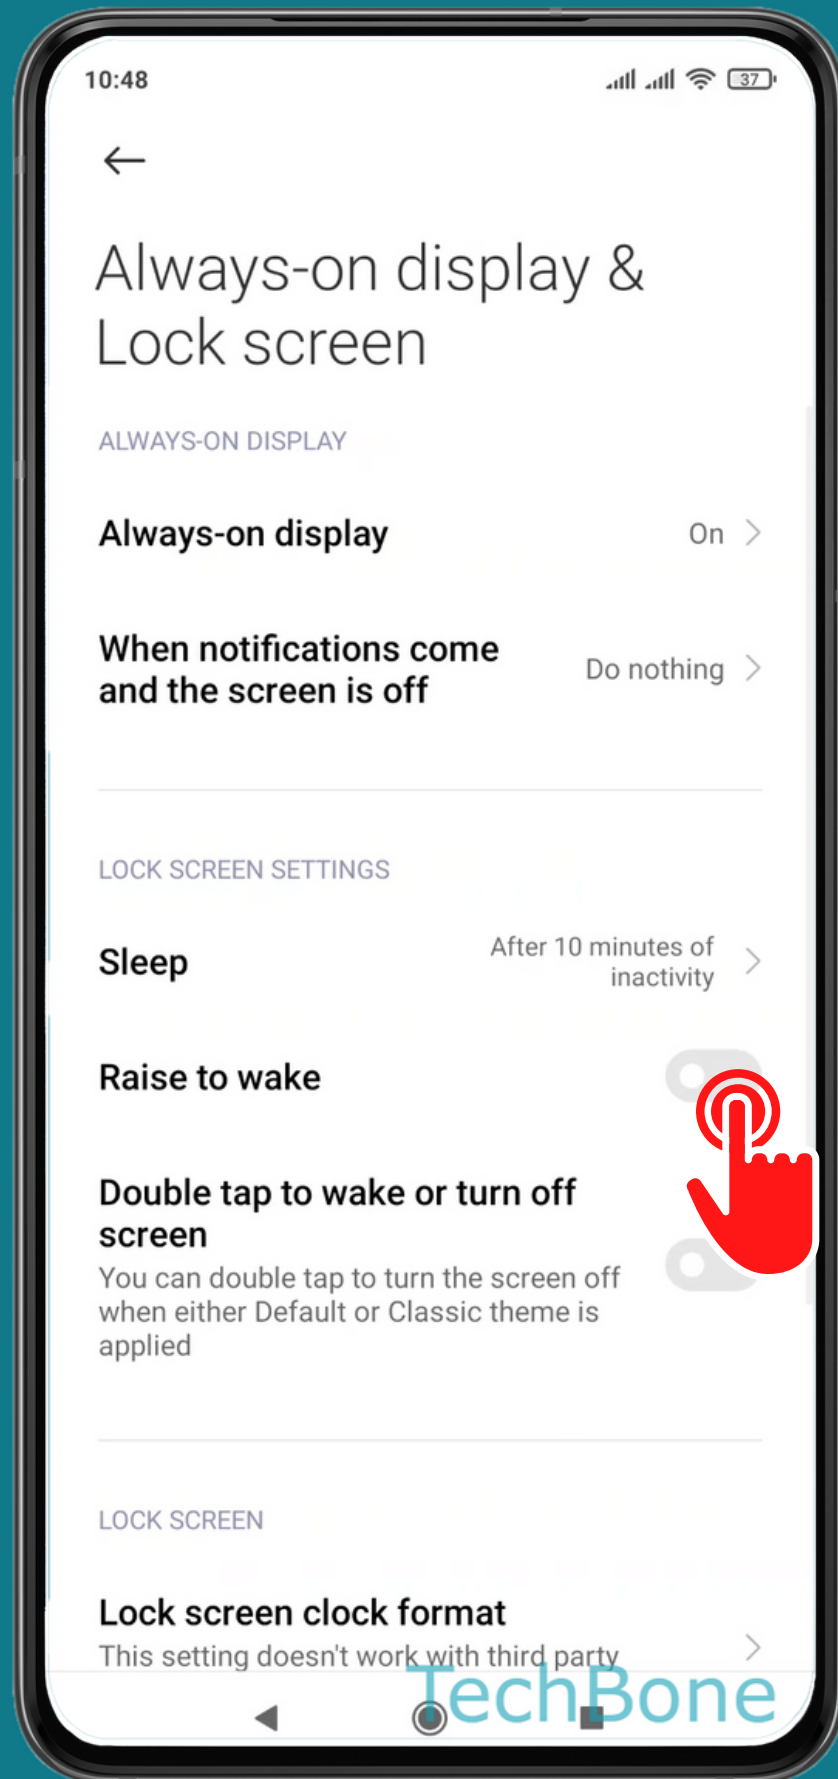 10:48
37
Always-on display &
Lock screen
ALWAYS-ON DISPLAY
Always-on display
On
When notifications come
and the screen is off
Do nothing
LOCK SCREEN SETTINGS
Sleep
After 10 minutes of
inactivity
Raise to wake
Double tap to wake or turn off
screen
You can double tap to turn the screen off
when either Default or Classic theme is
applied
LOCK SCREEN
Lock screen clock format
This setting doesn't work with third party
TechBone